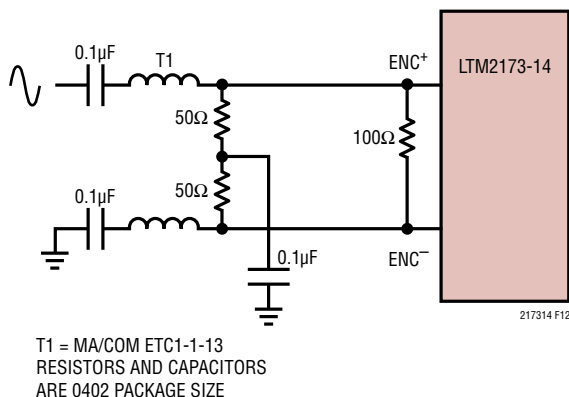 0.1µF
T1
ENC+
LTM2173-14
50Ω
100Ω
50Ω
0.1µF
0.1µF
ENC−
217314 F12
T1 = MA/COM ETC1-1-13
RESISTORS AND CAPACITORS
ARE 0402 PACKAGE SIZE